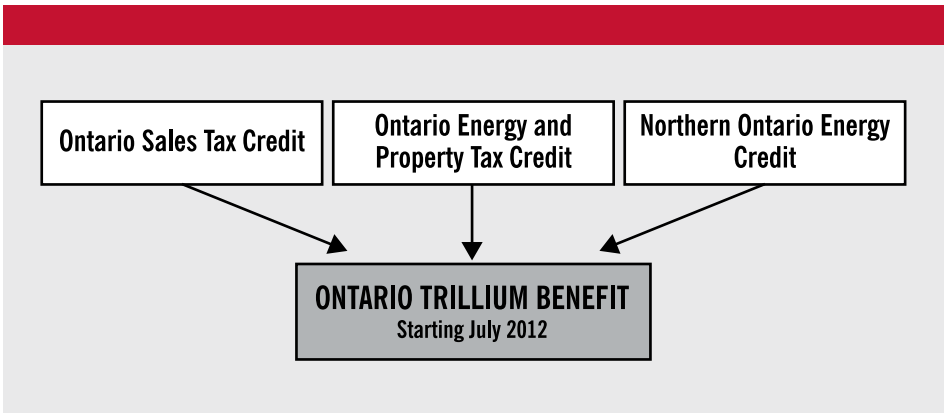 Ontario Sales Tax Credit
Ontario Energy and
Property Tax Credit
Northern Ontario Energy
Credit
ONTARIO TRILLIUM BENEFIT
Starting July 2012